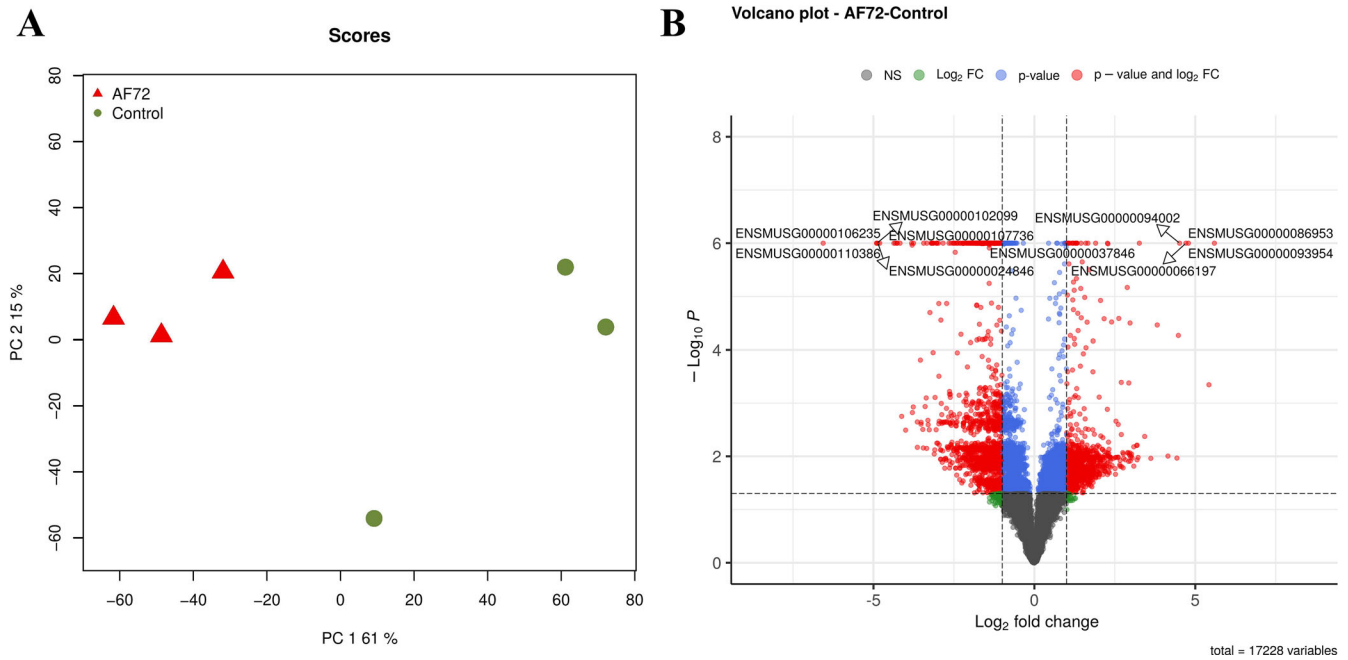 A
Scores
AF72
Control
80
60
40
20
0
−20
−40
−60
PC 2 15 %
−60
−40
−20
0
20
40
60
80
PC 1 61 %
B
Volcano plot - AF72-Control
NS
Log₂ FC
p-value
p − value and log₂ FC
8
6
4
2
0
− Log₁₀ P
ENSMUSG00000102099
ENSMUSG00000094002
ENSMUSG00000106235
ENSMUSG00000107736
ENSMUSG00000086953
ENSMUSG00000110386
ENSMUSG00000037846
ENSMUSG00000093954
ENSMUSG00000024846
ENSMUSG00000066197
-5
0
5
Log₂ fold change
total = 17228 variables